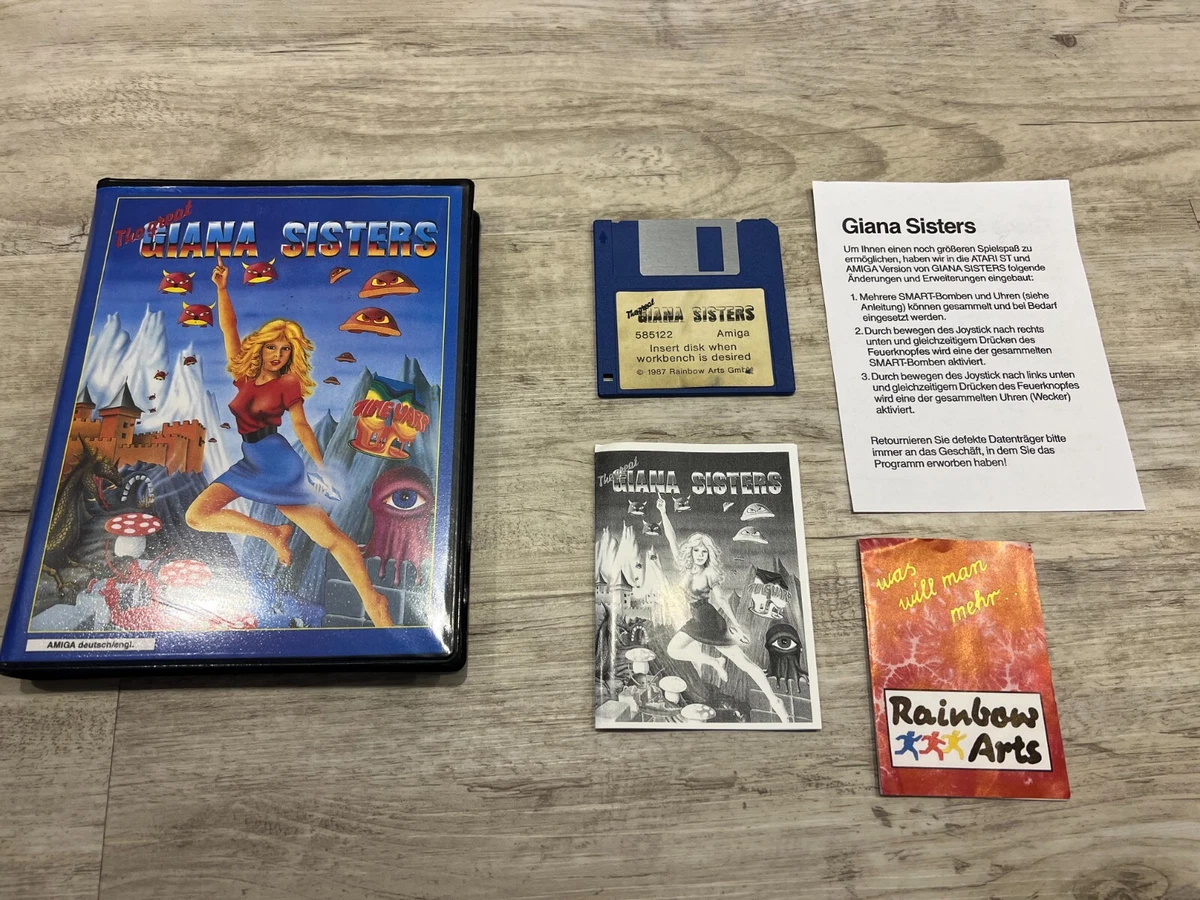 The great
GIANA SISTERS
TIME WARP
AMIGA deutsch/engl.
The great
GIANA SISTERS
585122 Amiga
Insert disk when
workbench is desired
© 1987 Rainbow Arts GmbH
The great
GIANA SISTERS
Giana Sisters
Um Ihnen einen noch größeren Spielspaß zu
ermöglichen, haben wir in die ATARI ST und
AMIGA Version von GIANA SISTERS folgende
Änderungen und Erweiterungen eingebaut:
1. Mehrere SMART-Bomben und Uhren (siehe
Anleitung) können gesammelt und bei Bedarf
eingesetzt werden.
2. Durch bewegen des Joystick nach rechts
unten und gleichzeitigem Drücken des
Feuerknopfes wird eine der gesammelten
SMART-Bomben aktiviert.
3. Durch bewegen des Joystick nach links unten
und gleichzeitigem Drücken des Feuerknopfes
wird eine der gesammelten Uhren (Wecker)
aktiviert.
Retournieren Sie defekte Datenträger bitte
immer an das Geschäft, in dem Sie das
Programm erworben haben!
was
will man
mehr...
Rainbow
Arts